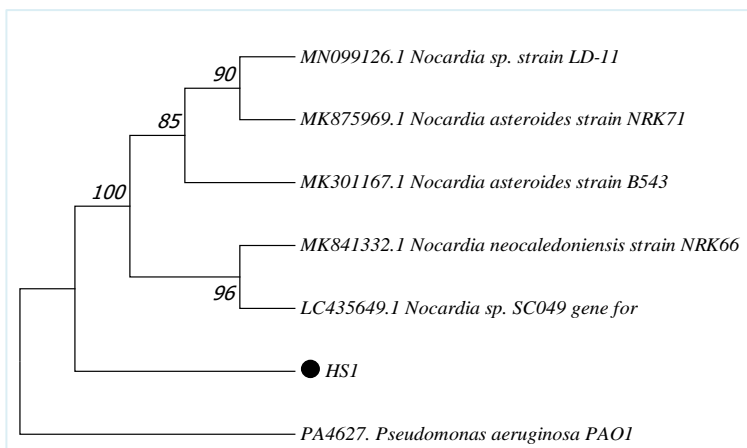 MN099126.1 Nocardia sp. strain LD-11
90
MK875969.1 Nocardia asteroides strain NRK71
85
MK301167.1 Nocardia asteroides strain B543
100
MK841332.1 Nocardia neocaledoniensis strain NRK66
96
LC435649.1 Nocardia sp. SC049 gene for
HS1
PA4627. Pseudomonas aeruginosa PAO1